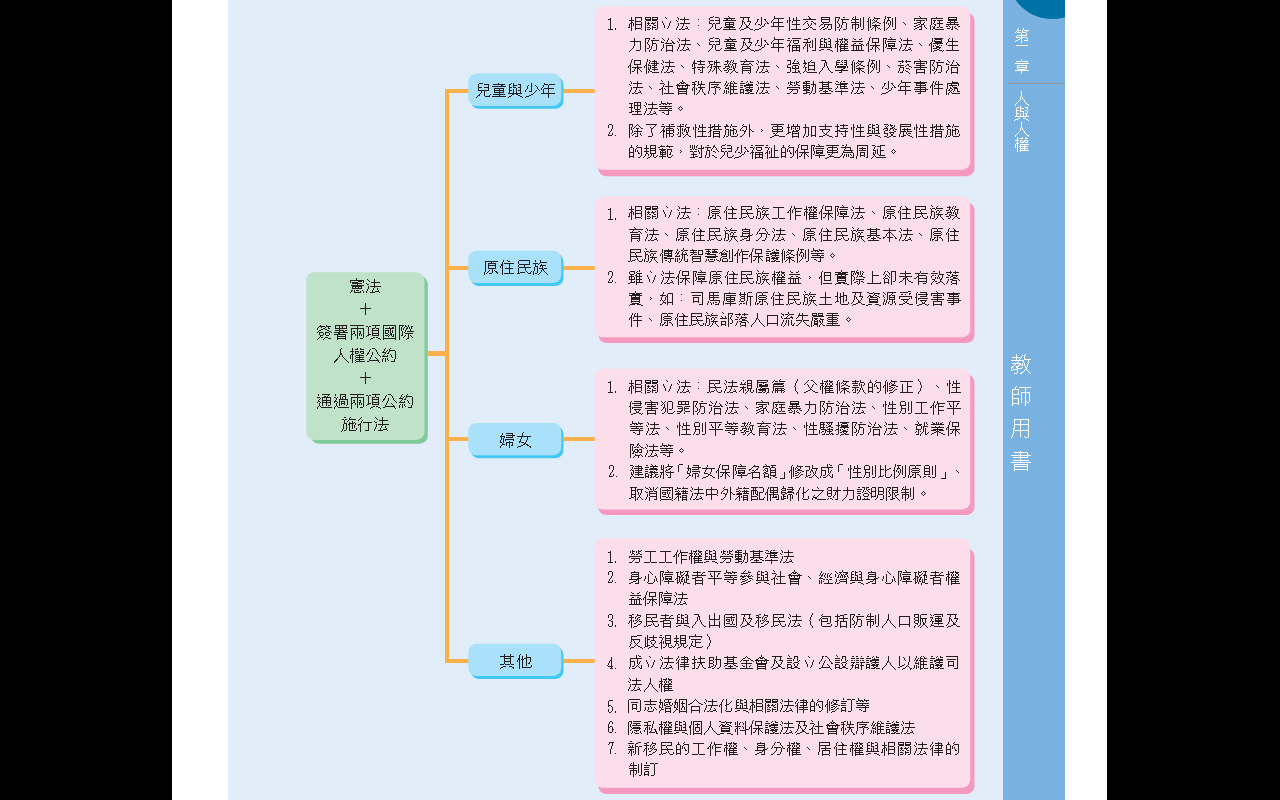 憲法
＋
簽署兩項國際
人權公約
＋
通過兩項公約
施行法
兒童與少年
1. 相關立法：兒童及少年性交易防制條例、家庭暴
力防治法、兒童及少年福利與權益保障法、優生
保健法、特殊教育法、強迫入學條例、菸害防治
法、社會秩序維護法、勞動基準法、少年事件處
理法等。
2. 除了補救性措施外，更增加支持性與發展性措施
的規範，對於兒少福祉的保障更為周延。
原住民族
1. 相關立法：原住民族工作權保障法、原住民族教
育法、原住民族身分法、原住民族基本法、原住
民族傳統智慧創作保護條例等。
2. 雖立法保障原住民族權益，但實際上卻未有效落
實，如：司馬庫斯原住民族土地及資源受侵害事
件、原住民族部落人口流失嚴重。
婦女
1. 相關立法：民法親屬篇（父權條款的修正）、性
侵害犯罪防治法、家庭暴力防治法、性別工作平
等法、性別平等教育法、性騷擾防治法、就業保
險法等。
2. 建議將「婦女保障名額」修改成「性別比例原則」、
取消國籍法中外籍配偶歸化之財力證明限制。
其他
1. 勞工工作權與勞動基準法
2. 身心障礙者平等參與社會、經濟與身心障礙者權
益保障法
3. 移民者與入出國及移民法（包括防制人口販運及
反歧視規定）
4. 成立法律扶助基金會及設立公設辯護人以維護司
法人權
5. 同志婚姻合法化與相關法律的修訂等
6. 隱私權與個人資料保護法及社會秩序維護法
7. 新移民的工作權、身分權、居住權與相關法律的
制訂
第二章
人與人權
教師用書